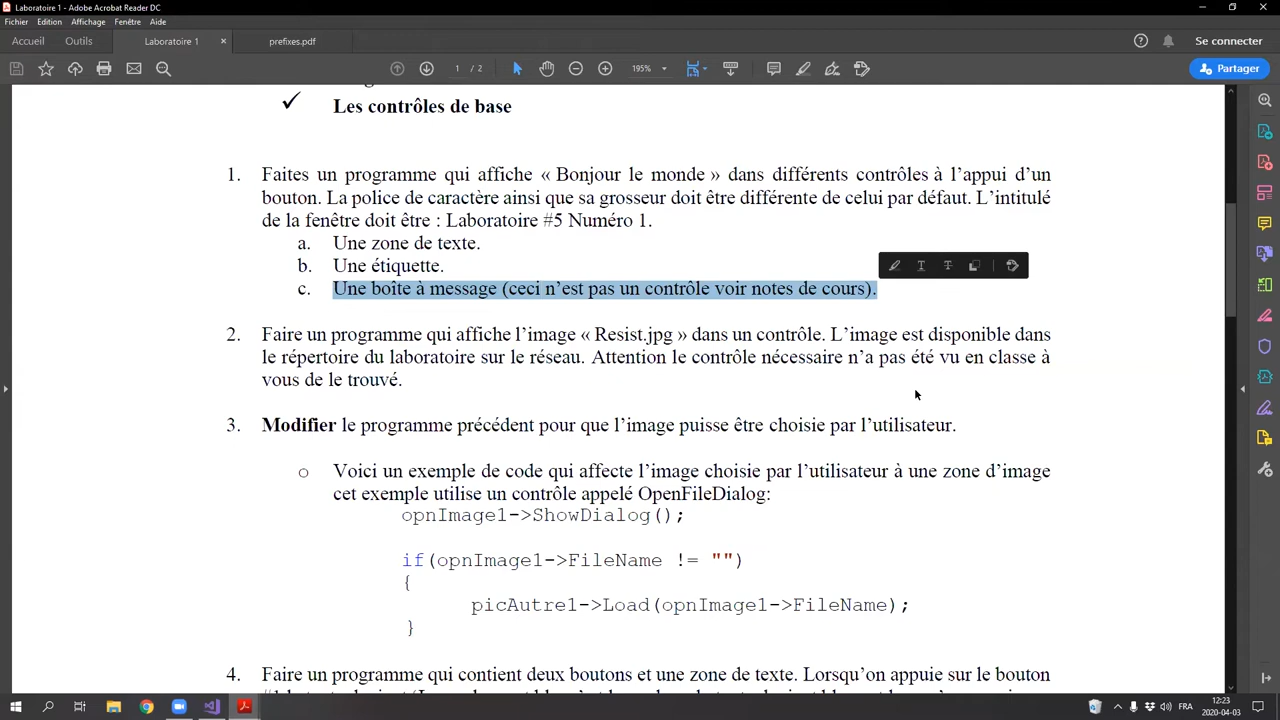 Laboratoire 1 - Adobe Acrobat Reader DC
Fichier Edition Affichage Fenêtre Aide
Accueil Outils Laboratoire 1 × prefixes.pdf Se connecter
1 / 2 195% Partager
Les contrôles de base
1. Faites un programme qui affiche « Bonjour le monde » dans différents contrôles à l’appui d’un
bouton. La police de caractère ainsi que sa grosseur doit être différente de celui par défaut. L’intitulé
de la fenêtre doit être : Laboratoire #5 Numéro 1.
a. Une zone de texte.
b. Une étiquette.
c. Une boîte à message (ceci n’est pas un contrôle voir notes de cours).
2. Faire un programme qui affiche l’image « Resist.jpg » dans un contrôle. L’image est disponible dans
le répertoire du laboratoire sur le réseau. Attention le contrôle nécessaire n’a pas été vu en classe à
vous de le trouvé.
3. Modifier le programme précédent pour que l’image puisse être choisie par l’utilisateur.
o Voici un exemple de code qui affecte l’image choisie par l’utilisateur à une zone d’image
cet exemple utilise un contrôle appelé OpenFileDialog:
opnImage1->ShowDialog();
if(opnImage1->FileName != "")
{
picAutre1->Load(opnImage1->FileName);
}
4. Faire un programme qui contient deux boutons et une zone de texte. Lorsqu’on appuie sur le bouton
FRA 12:23
2020-04-03